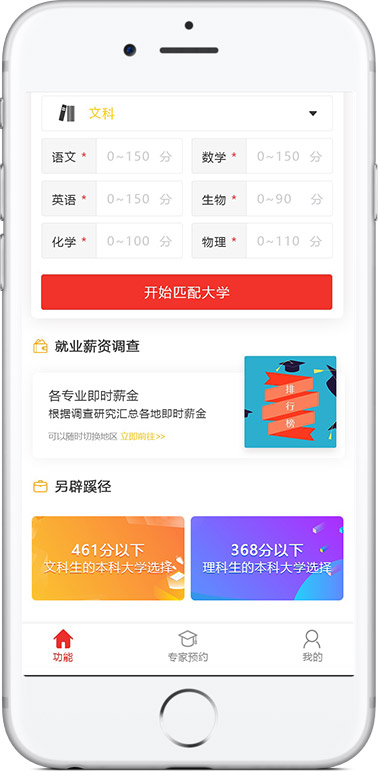 文科
语文 * 0~150 分 数学 * 0~150 分
英语 * 0~150 分 生物 * 0~90 分
化学 * 0~100 分 物理 * 0~110 分
开始匹配大学
就业薪资调查
各专业即时薪金
根据调查研究汇总各地即时薪金
可以随时切换地区 立即前往>>
排
行
榜
另辟蹊径
461分以下
文科生的本科大学选择
368分以下
理科生的本科大学选择
功能 专家预约 我的